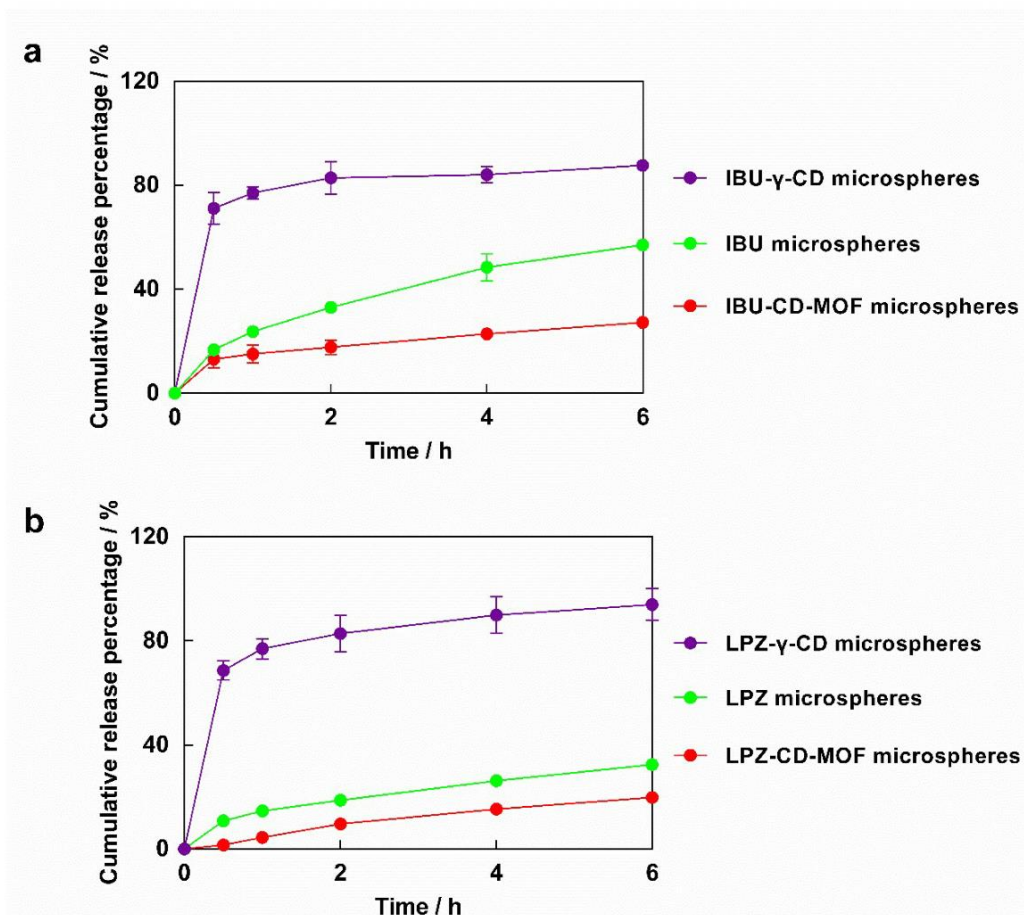 a
Cumulative release percentage / %
120
80
40
0
0 2 4 6
Time / h
IBU-γ-CD microspheres
IBU microspheres
IBU-CD-MOF microspheres
b
Cumulative release percentage / %
120
80
40
0
0 2 4 6
Time / h
LPZ-γ-CD microspheres
LPZ microspheres
LPZ-CD-MOF microspheres